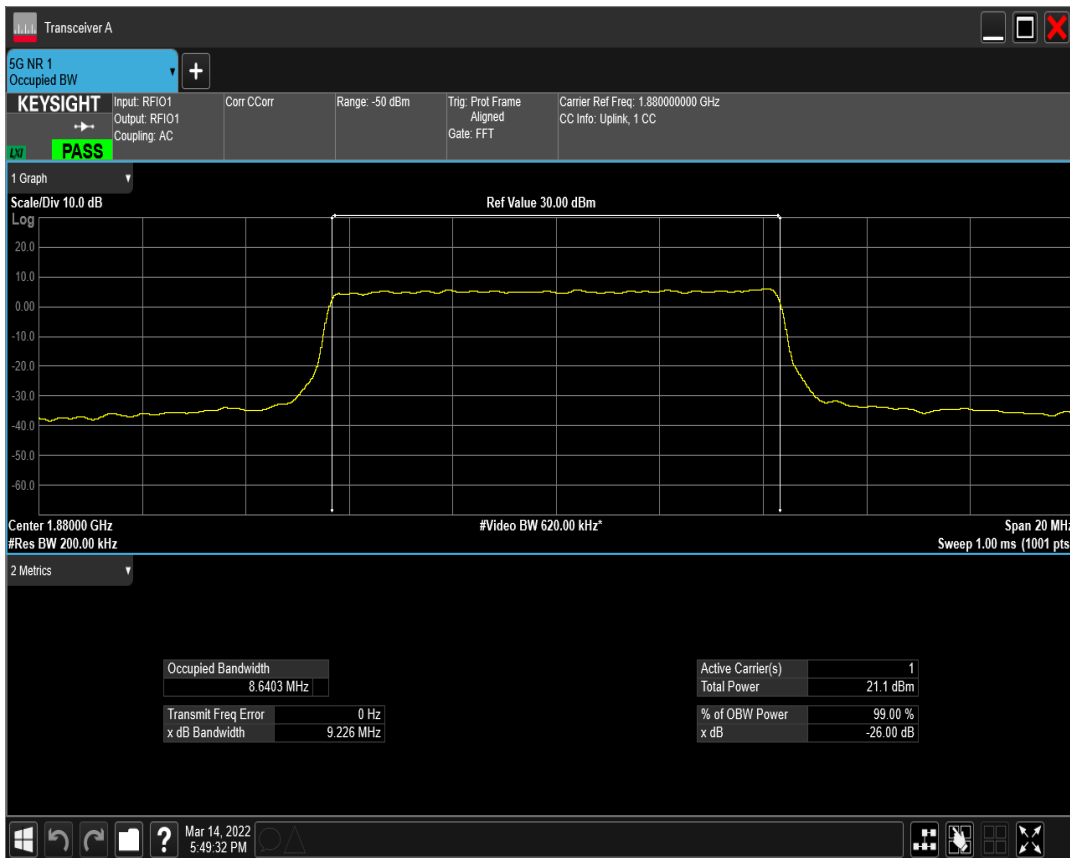 Transceiver A
5G NR 1
Occupied BW
+
KEYSIGHT
LXI
PASS
Input: RFIO1
Output: RFIO1
Coupling: AC
Corr CCorr
Range: -50 dBm
Trig: Prot Frame
Aligned
Gate: FFT
Carrier Ref Freq: 1.880000000 GHz
CC Info: Uplink, 1 CC
1 Graph
Scale/Div 10.0 dB
Ref Value 30.00 dBm
Log
20.0
10.0
0.00
-10.0
-20.0
-30.0
-40.0
-50.0
-60.0
Center 1.88000 GHz
#Video BW 620.00 kHz*
Span 20 MHz
#Res BW 200.00 kHz
Sweep 1.00 ms (1001 pts
2 Metrics
Occupied Bandwidth
8.6403 MHz
Transmit Freq Error 0 Hz
x dB Bandwidth 9.226 MHz
Active Carrier(s) 1
Total Power 21.1 dBm
% of OBW Power 99.00 %
x dB -26.00 dB
?
Mar 14, 2022
5:49:32 PM